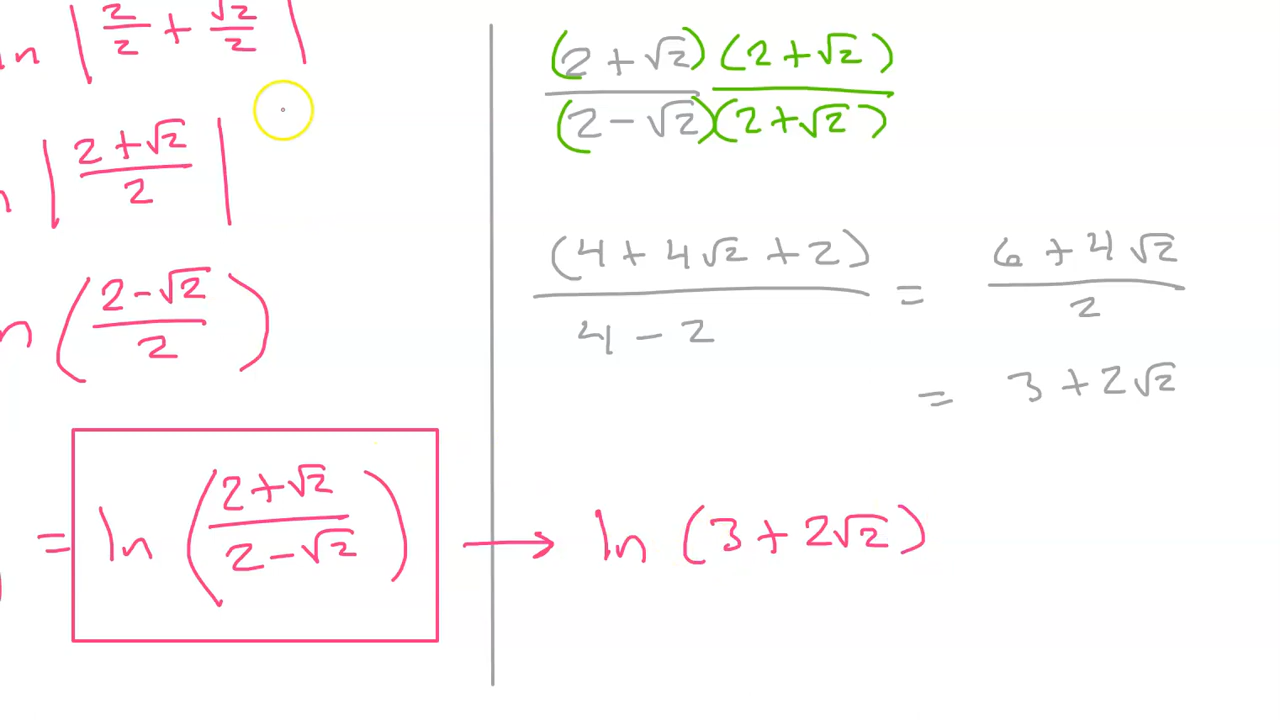 ln |2/2 + √2/2|
n |(2+√2)/2|
n ((2-√2)/2)
= ln ((2+√2)/(2-√2)) → ln (3+2√2)
(2+√2)(2+√2)
(2-√2)(2+√2)
(4+4√2+2)/(4-2) = (6+4√2)/2
= 3+2√2